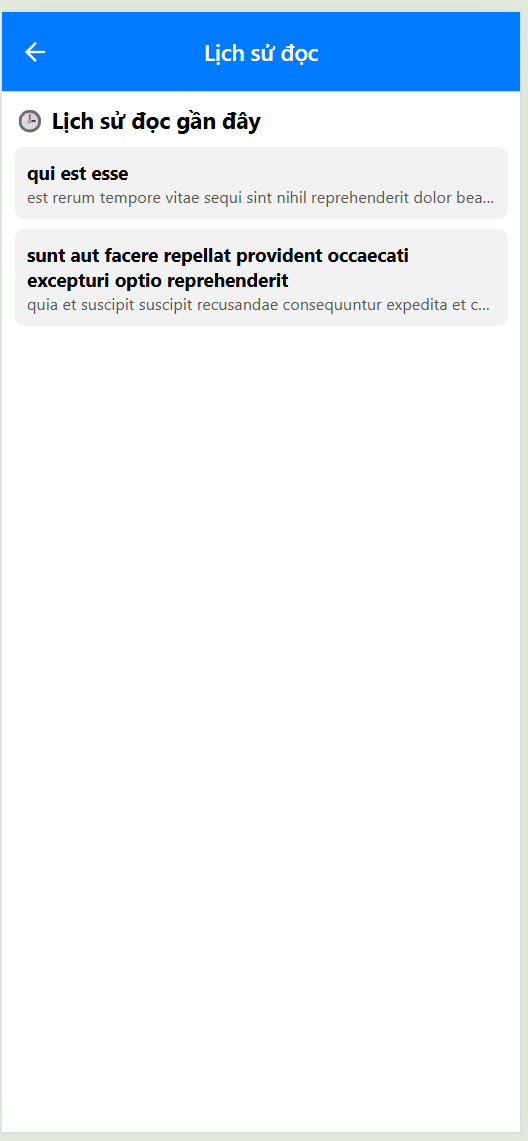 Lịch sử đọc
Lịch sử đọc gần đây
qui est esse
est rerum tempore vitae sequi sint nihil reprehenderit dolor bea...
sunt aut facere repellat provident occaecati
excepturi optio reprehenderit
quia et suscipit suscipit recusandae consequuntur expedita et c...